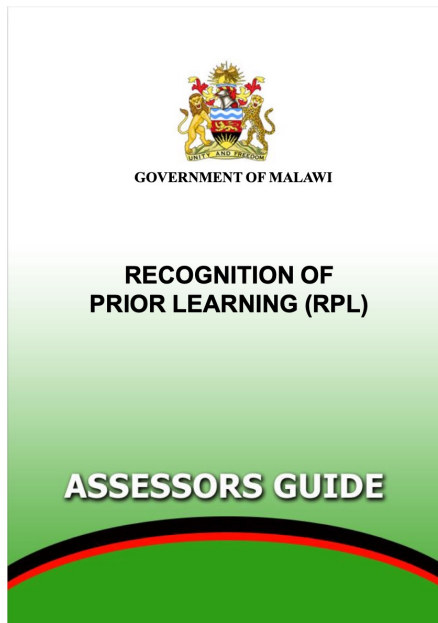 UNITY AND FREEDOM
GOVERNMENT OF MALAWI
RECOGNITION OF
PRIOR LEARNING (RPL)
ASSESSORS GUIDE